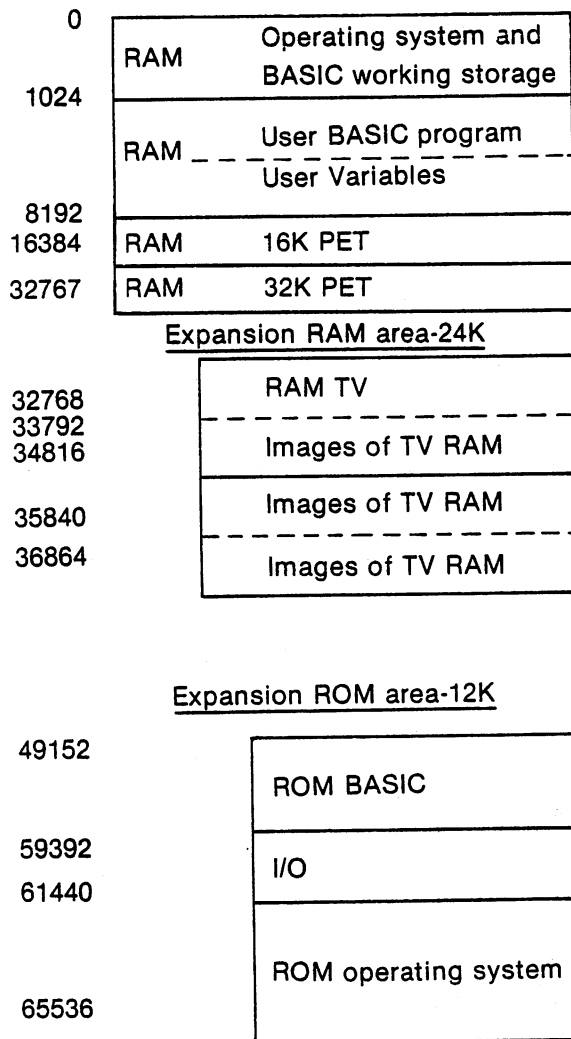 0
RAM Operating system and
BASIC working storage
1024
RAM User BASIC program
User Variables
8192
16384 RAM 16K PET
32767 RAM 32K PET
Expansion RAM area-24K
32768 RAM TV
33792
34816 Images of TV RAM
Images of TV RAM
35840
36864 Images of TV RAM
Expansion ROM area-12K
49152
ROM BASIC
59392
I/O
61440
ROM operating system
65536